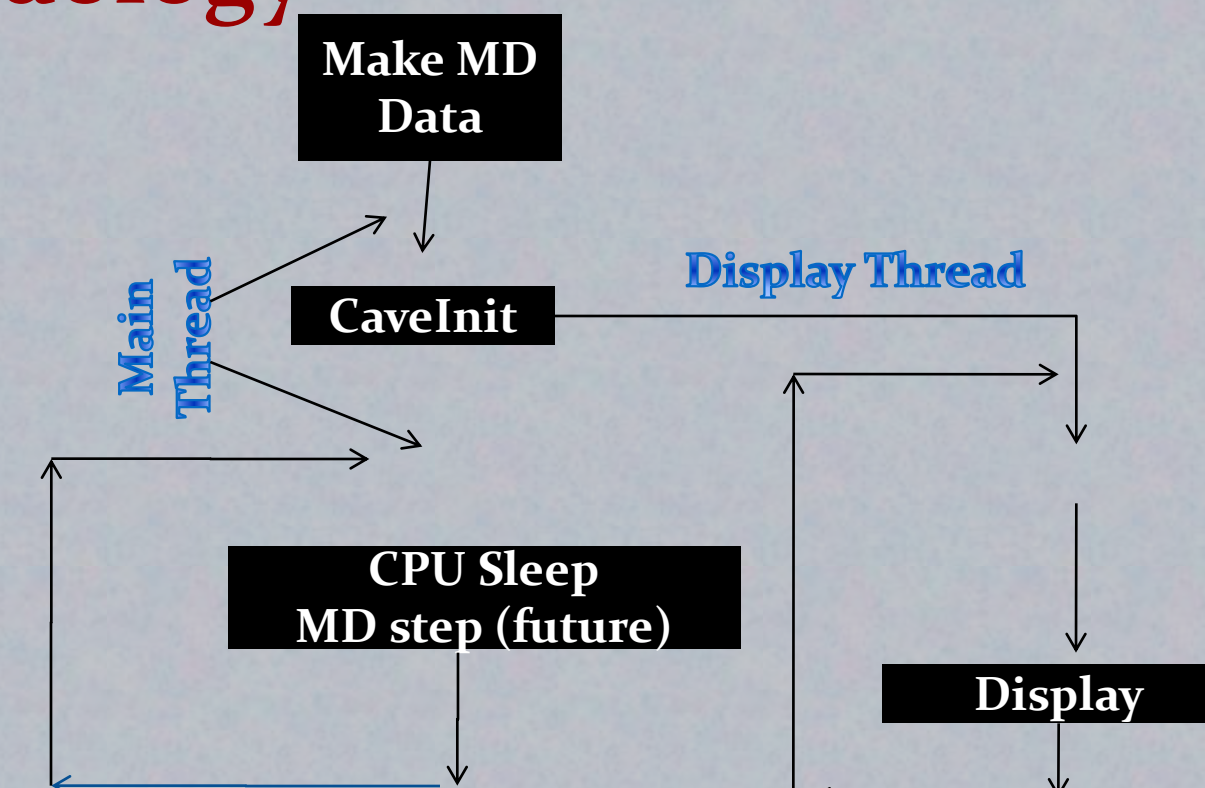 Make MD
Data
Display Thread
Main
Thread
CaveInit
CPU Sleep
MD step (future)
Display